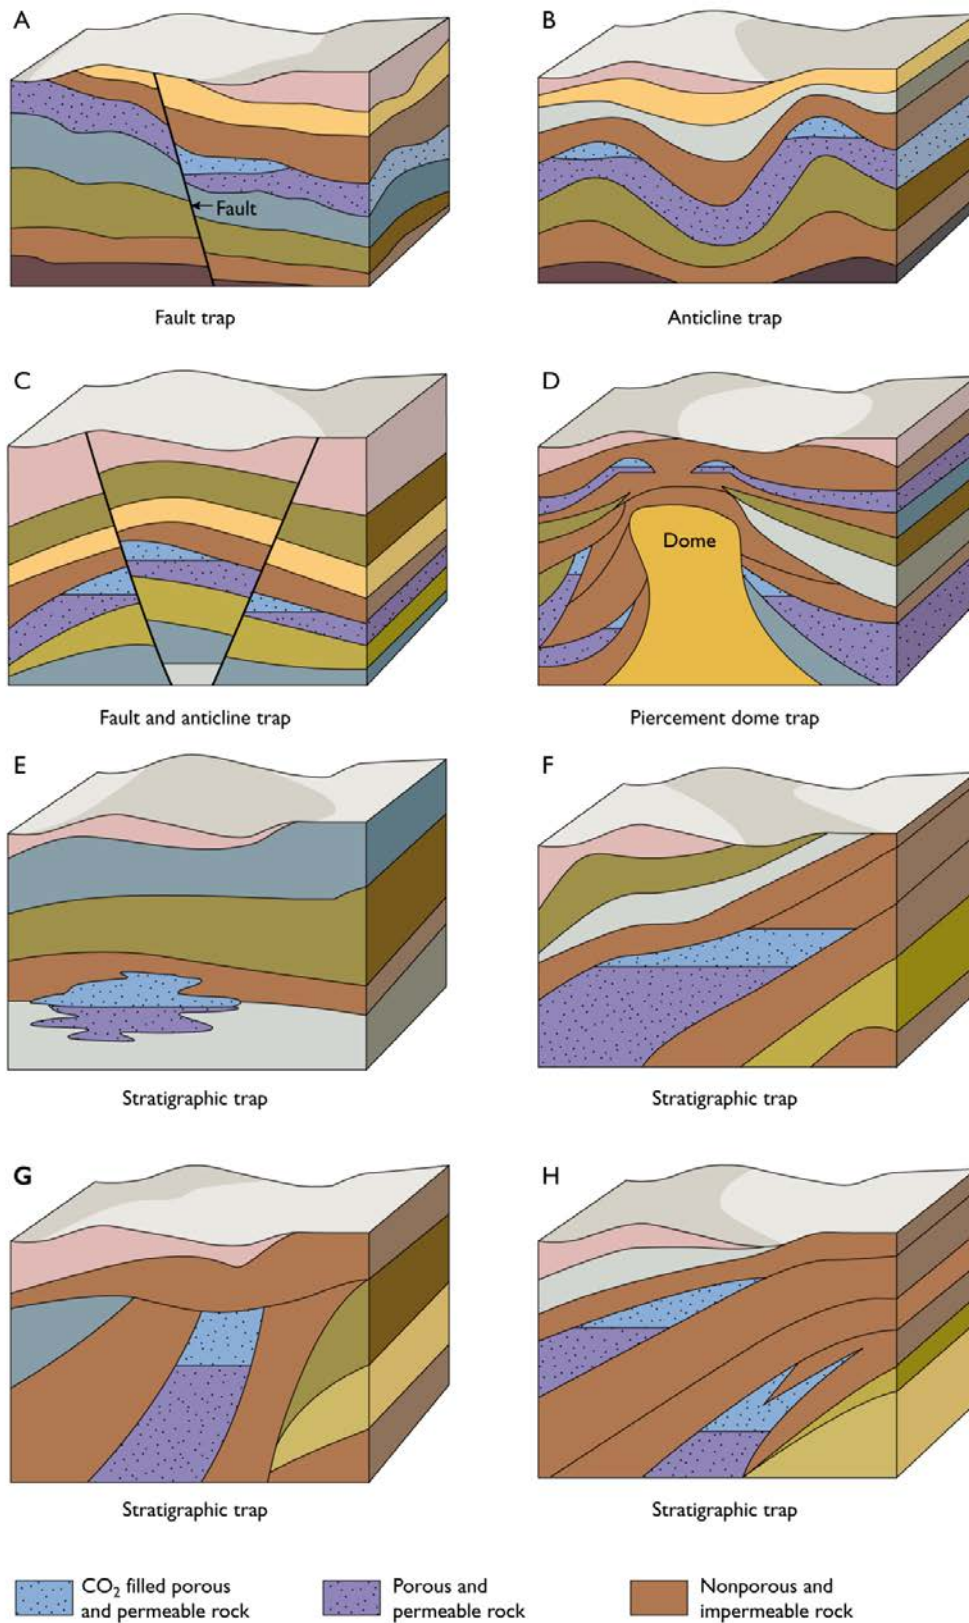 A
B
Fault
Fault trap
Anticline trap
C
D
Dome
Fault and anticline trap
Piercement dome trap
E
F
Stratigraphic trap
Stratigraphic trap
G
H
Stratigraphic trap
Stratigraphic trap
CO₂ filled porous
and permeable rock
Porous and
permeable rock
Nonporous and
impermeable rock